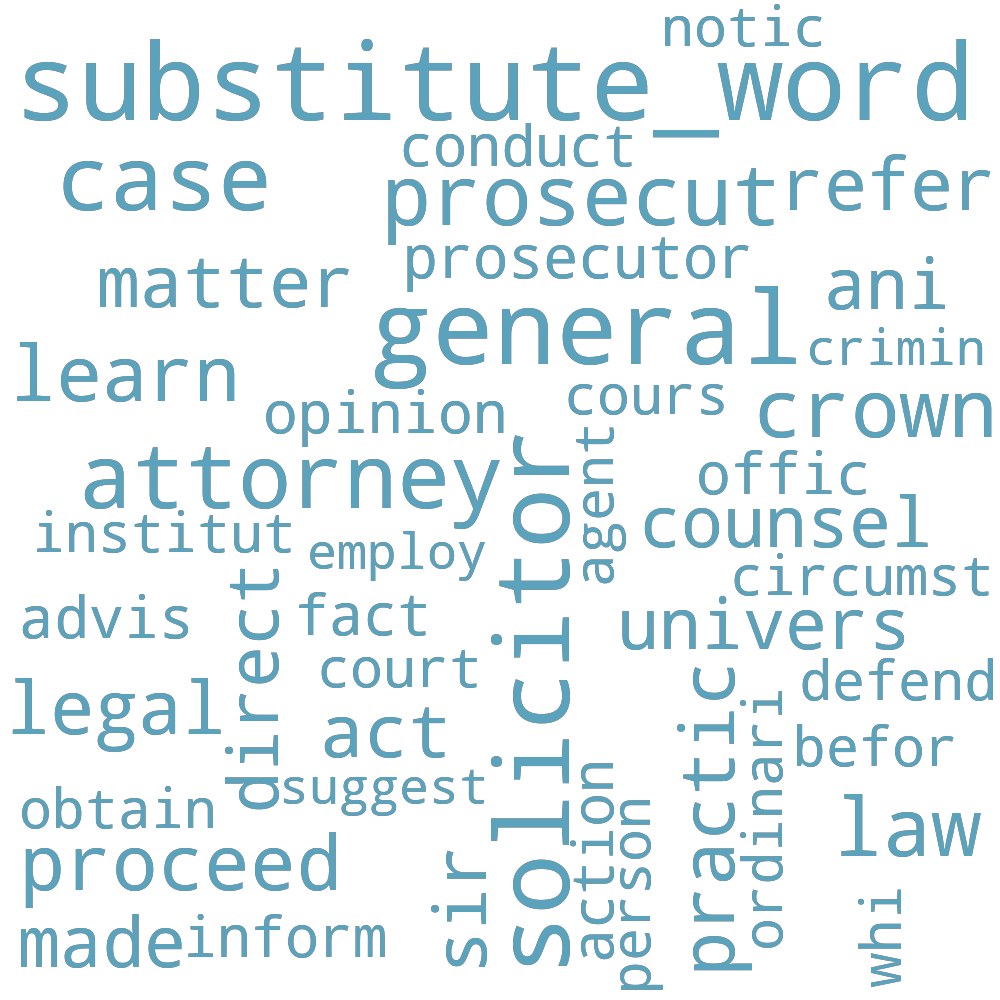 notic
substitute_word
conduct
case
prosecut
refer
prosecutor
matter
ani
general
crimin
learn
cours
crown
opinion
attorney
solicitor
agent
offic
counsel
institut
employ
circumst
direct
advis
fact
univers
court
defend
legal
act
practic
ordinari
befor
suggest
obtain
action
person
law
proceed
sir
whi
made
inform